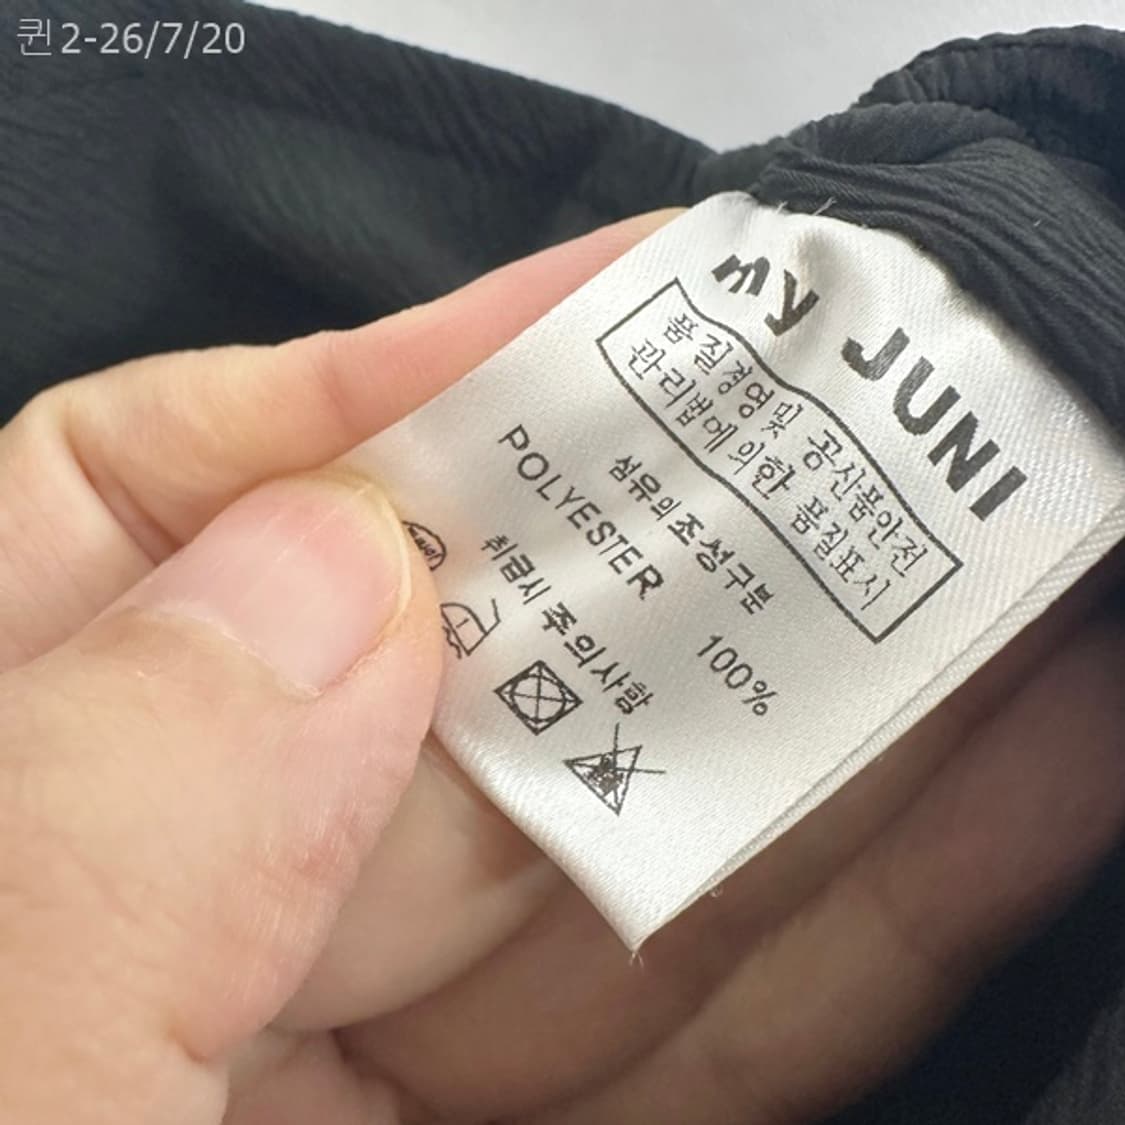 퀸2-26/7/20
my JUNI
품질경영및 공산품안전
관리법에의한 품질표시
섬유의조성구분
POLYESTER 100%
취급시 주의사항